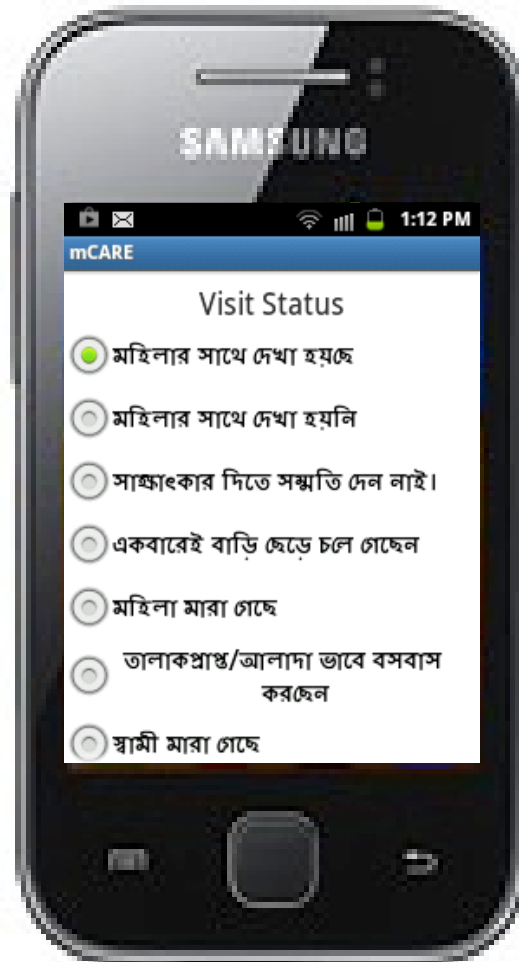 SAMSUNG
1:12 PM
mCARE
Visit Status
মহিলার সাথে দেখা হয়ছে
মহিলার সাথে দেখা হয়নি
সাক্ষাৎকার দিতে সম্মতি দেন নাই।
একবারেই বাড়ি ছেড়ে চলে গেছেন
মহিলা মারা গেছে
তালাকপ্রাপ্ত/আলাদা ভাবে বসবাস
করছেন
স্বামী মারা গেছে